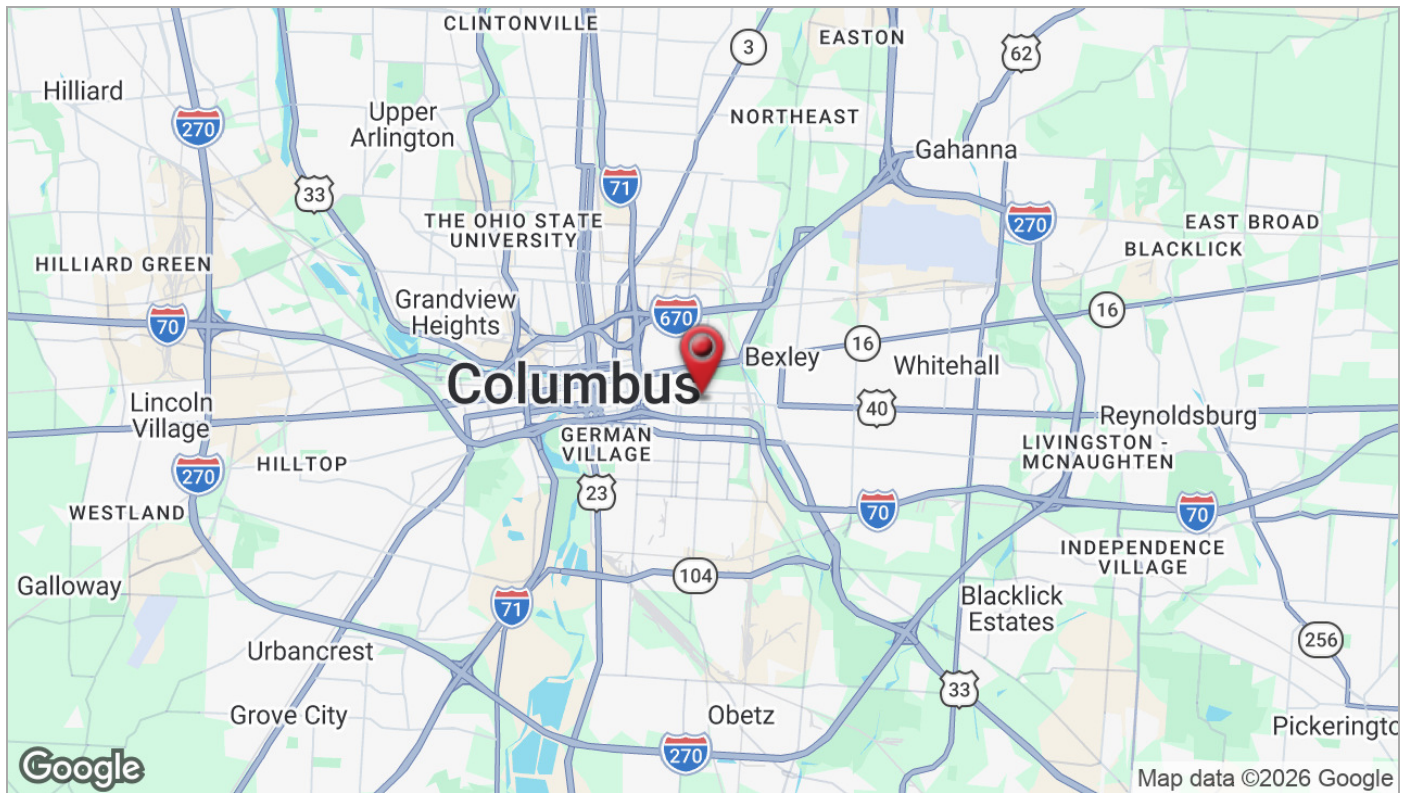 CLINTONVILLE
3
EASTON
62
Hilliard
270
Upper
Arlington
NORTHEAST
Gahanna
33
71
THE OHIO STATE
UNIVERSITY
270
EAST BROAD
BLACKLICK
HILLIARD GREEN
Grandview
Heights
70
670
16
16
Bexley
Whitehall
Columbus
Lincoln
Village
40
Reynoldsburg
GERMAN
VILLAGE
LIVINGSTON -
MCNAUGHTEN
HILLTOP
270
23
WESTLAND
70
70
INDEPENDENCE
VILLAGE
Galloway
104
71
Blacklick
Estates
Urbancrest
256
33
Grove City
Obetz
Pickeringto
270
Google
Map data ©2026 Google